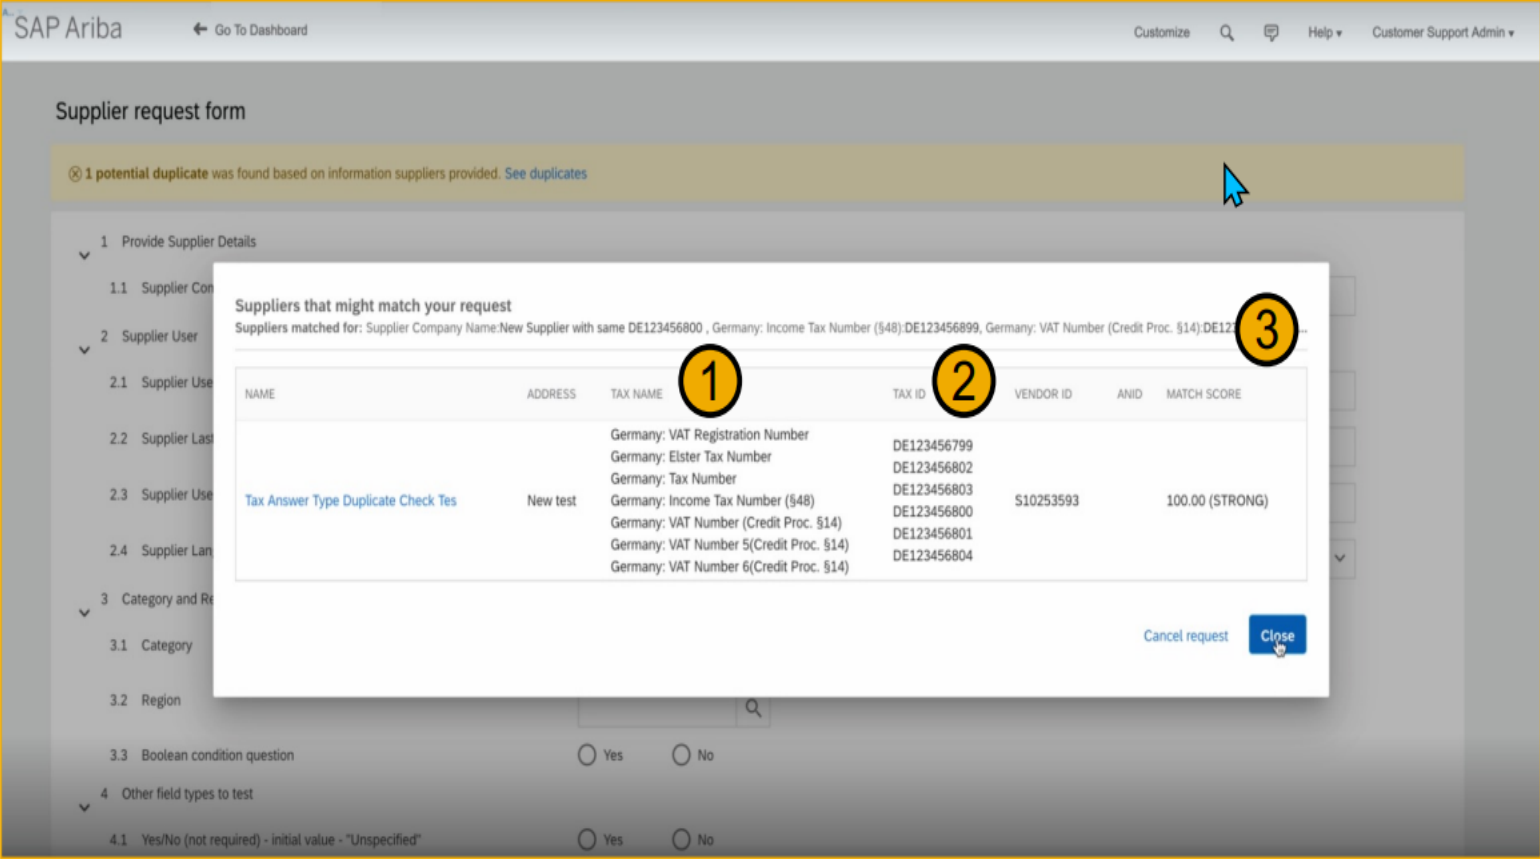 SAP Ariba
Go To Dashboard
Customize
Help
Customer Support Admin
Supplier request form
1 potential duplicate was found based on information suppliers provided. See duplicates
1 Provide Supplier Details
1.1 Supplier Con
2 Supplier User
2.1 Supplier Use
2.2 Supplier Last
2.3 Supplier Use
2.4 Supplier Lan
3 Category and Re
3.1 Category
3.2 Region
3.3 Boolean condition question
Yes No
4 Other field types to test
4.1 Yes/No (not required) - initial value - "Unspecified"
Yes No
Suppliers that might match your request
Suppliers matched for: Supplier Company Name:New Supplier with same DE123456800 , Germany: Income Tax Number (§48):DE123456899, Germany: VAT Number (Credit Proc. §14):DE12 ...
1 2 3
NAME ADDRESS TAX NAME TAX ID VENDOR ID ANID MATCH SCORE
Tax Answer Type Duplicate Check Tes
New test
Germany: VAT Registration Number
Germany: Elster Tax Number
Germany: Tax Number
Germany: Income Tax Number (§48)
Germany: VAT Number (Credit Proc. §14)
Germany: VAT Number 5(Credit Proc. §14)
Germany: VAT Number 6(Credit Proc. §14)
DE123456799
DE123456802
DE123456803
DE123456800
DE123456801
DE123456804
S10253593
100.00 (STRONG)
Cancel request
Close